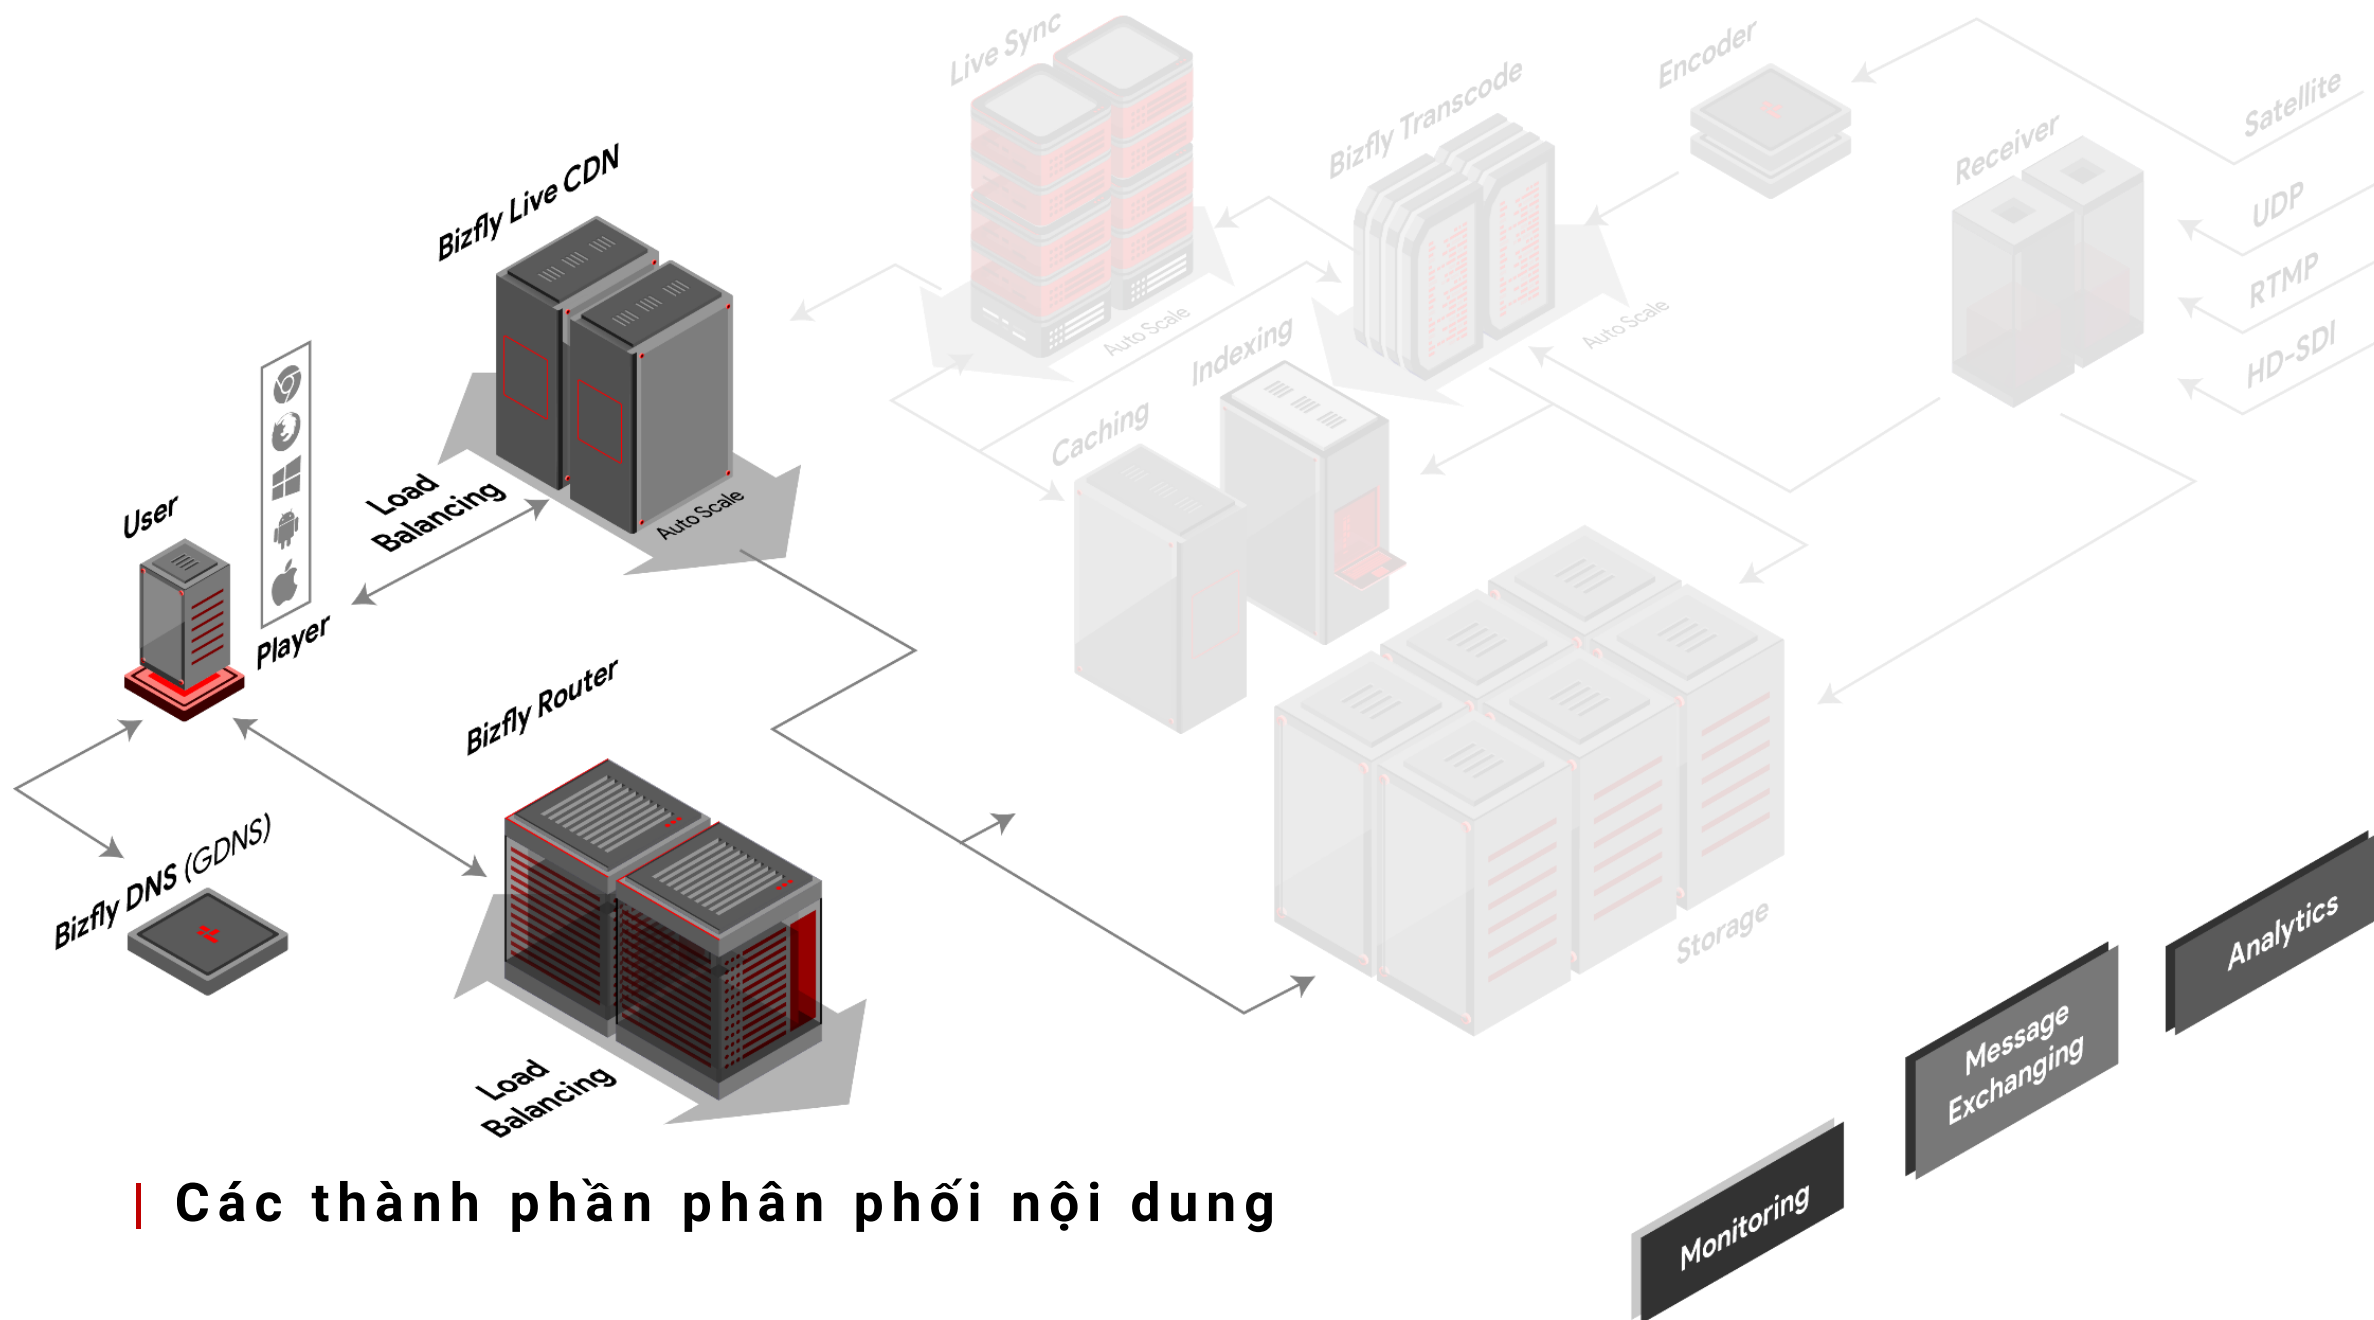 Live Sync
Encoder
Satellite
Bizfly Transcode
Receiver
Bizfly Live CDN
UDP
RTMP
HD-SDI
Auto Scale
Auto Scale
Indexing
Caching
Load
Balancing
Auto Scale
User
Player
Bizfly Router
Bizfly DNS (GDNS)
Storage
Analytics
Message
Exchanging
Load
Balancing
Monitoring
Các thành phần phân phối nội dung